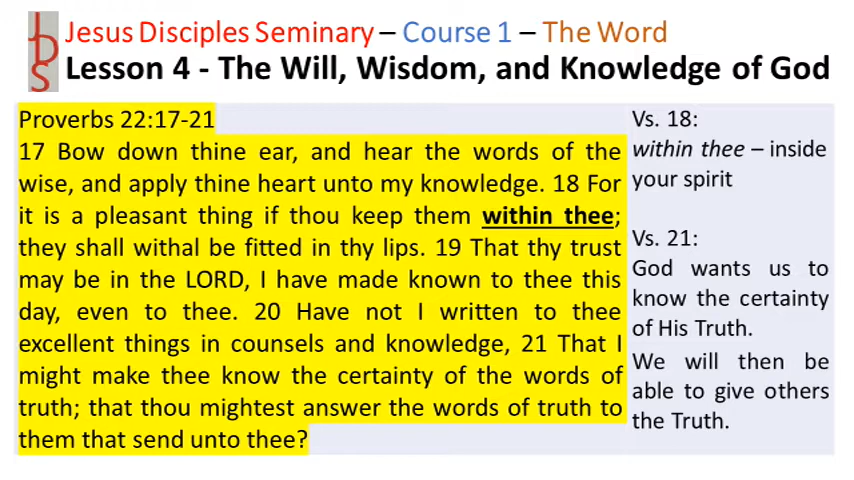 JDS
Jesus Disciples Seminary – Course 1 – The Word
Lesson 4 - The Will, Wisdom, and Knowledge of God
Proverbs 22:17-21
17 Bow down thine ear, and hear the words of the
wise, and apply thine heart unto my knowledge. 18 For
it is a pleasant thing if thou keep them within thee;
they shall withal be fitted in thy lips. 19 That thy trust
may be in the LORD, I have made known to thee this
day, even to thee. 20 Have not I written to thee
excellent things in counsels and knowledge, 21 That I
might make thee know the certainty of the words of
truth; that thou mightest answer the words of truth to
them that send unto thee?
Vs. 18:
within thee – inside
your spirit
Vs. 21:
God wants us to
know the certainty
of His Truth.
We will then be
able to give others
the Truth.